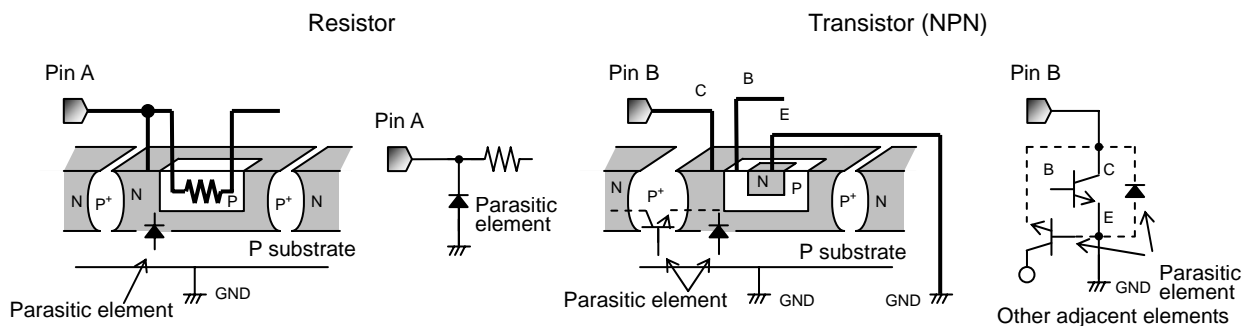 Resistor
Pin A
N
P⁺
N
P
P⁺
N
P substrate
GND
Parasitic element
Pin A
Parasitic
element
Transistor (NPN)
Pin B
C
B
E
N
P⁺
N
P
P⁺
N
P substrate
GND
GND
Parasitic element
Pin B
B
C
E
GND
Parasitic
element
Other adjacent elements